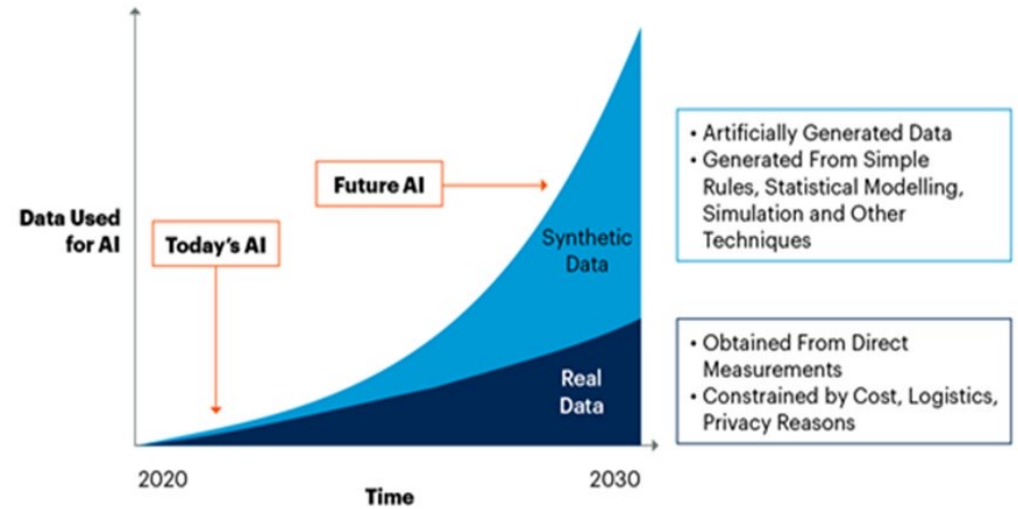 Data Used
for AI
Today's AI
Future AI
Synthetic
Data
Real
Data
2020
2030
Time
• Artificially Generated Data
• Generated From Simple
Rules, Statistical Modelling,
Simulation and Other
Techniques
• Obtained From Direct
Measurements
• Constrained by Cost, Logistics,
Privacy Reasons